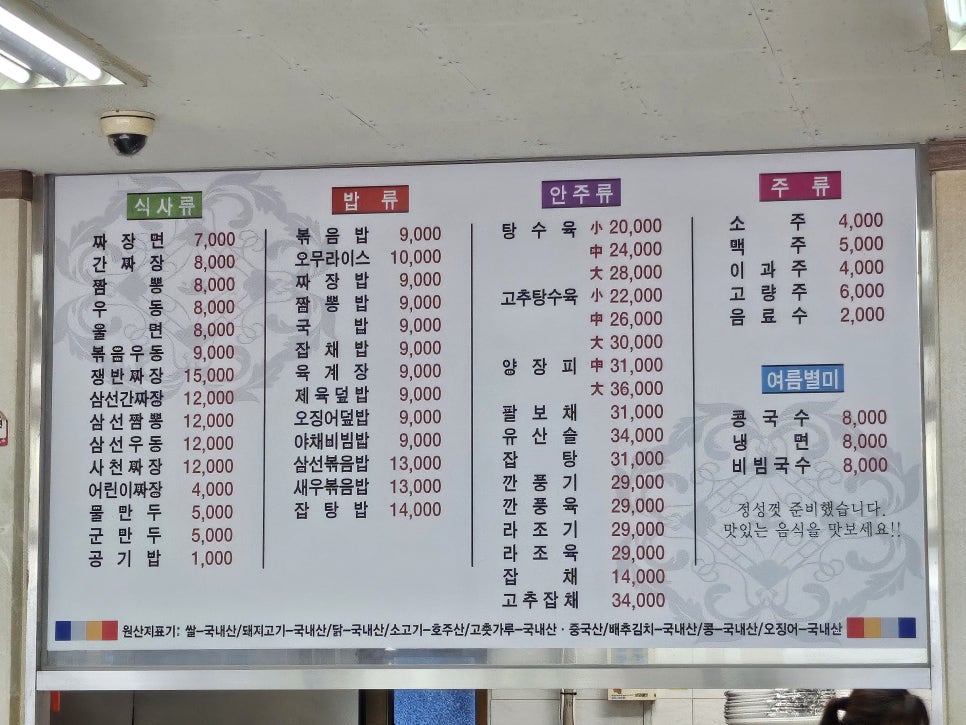 식사류
짜장면 7,000
간짜장 8,000
짬뽕 8,000
우동 8,000
울면 8,000
볶음우동 9,000
쟁반짜장 15,000
삼선간짜장 12,000
삼선짬뽕 12,000
삼선우동 12,000
사천짜장 12,000
어린이짜장 4,000
물만두 5,000
군만두 5,000
공기밥 1,000
밥류
볶음밥 9,000
오무라이스 10,000
짜장밥 9,000
짬뽕밥 9,000
국밥 9,000
잡채밥 9,000
육계장 9,000
제육덮밥 9,000
오징어덮밥 9,000
야채비빔밥 9,000
삼선볶음밥 13,000
새우볶음밥 13,000
잡탕밥 14,000
안주류
탕수육 小 20,000
中 24,000
大 28,000
고추탕수육 小 22,000
中 26,000
大 30,000
양장피 中 31,000
大 36,000
팔보채 31,000
유산슬 34,000
잡탕 31,000
깐풍기 29,000
깐풍육 29,000
라조기 29,000
라조육 29,000
잡채 14,000
고추잡채 34,000
주류
소주 4,000
맥주 5,000
이과주 4,000
고량주 6,000
음료수 2,000
여름별미
콩국수 8,000
냉면 8,000
비빔국수 8,000
정성껏 준비했습니다.
맛있는 음식을 맛보세요!!
원산지표기: 쌀-국내산/돼지고기-국내산/닭-국내산/소고기-호주산/고춧가루-국내산·중국산/배추김치-국내산/콩-국내산/오징어-국내산